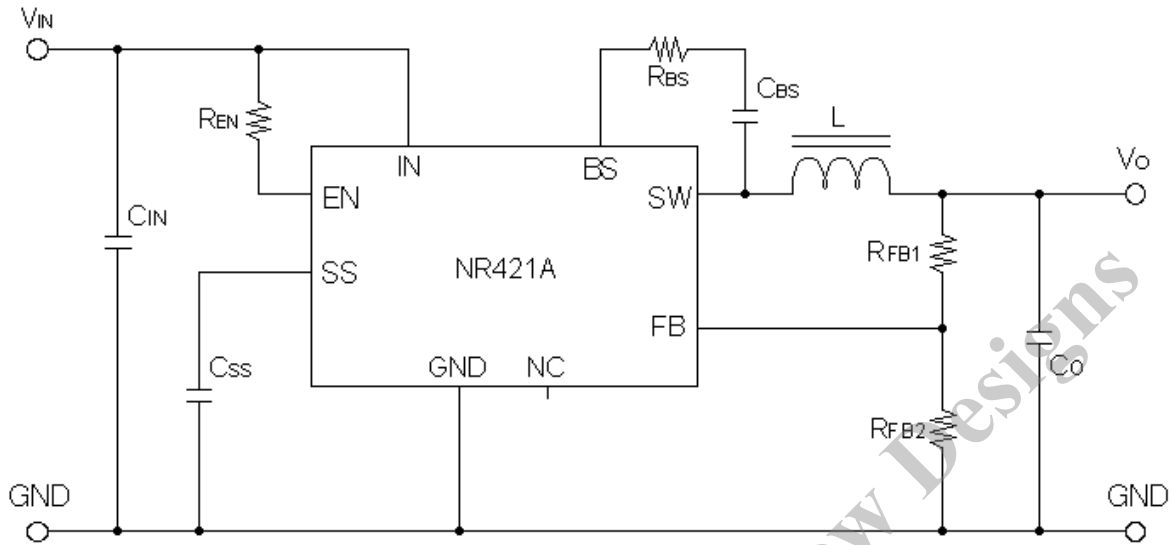 VIN
RBS
CBS
L
REN
IN
BS
VO
EN
SW
CIN
RFB1
SS
NR421A
FB
CSS
GND
NC
CO
RFB2
GND
GND
Designs